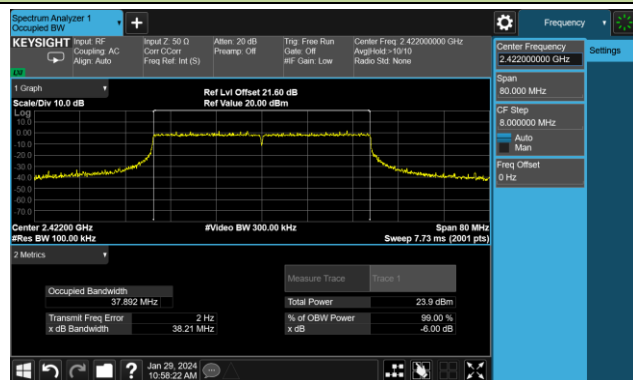 Spectrum Analyzer 1
Occupied BW
+
Frequency
KEYSIGHT
Input: RF
Coupling: AC
Align: Auto
Input Z: 50 Ω
Corr CCorr
Freq Ref: Int (S)
Atten: 20 dB
Preamp: Off
Trig: Free Run
Gate: Off
#IF Gain: Low
Center Freq: 2.422000000 GHz
Avg|Hold:>10/10
Radio Std: None
LW
Center Frequency
2.422000000 GHz
Settings
Span
80.000 MHz
CF Step
8.000000 MHz
Auto
Man
Freq Offset
0 Hz
1 Graph
Scale/Div 10.0 dB
Ref Lvl Offset 21.60 dB
Ref Value 20.00 dBm
Log
10.0
0.00
-10.0
-20.0
-30.0
-40.0
-50.0
-60.0
-70.0
Center 2.42200 GHz
#Res BW 100.00 kHz
#Video BW 300.00 kHz
Span 80 MHz
Sweep 7.73 ms (2001 pts)
2 Metrics
Measure Trace
Trace 1
Occupied Bandwidth
37.892 MHz
Total Power
23.9 dBm
Transmit Freq Error
2 Hz
% of OBW Power
99.00 %
x dB Bandwidth
38.21 MHz
x dB
-6.00 dB
?
Jan 29, 2024
10:58:22 AM